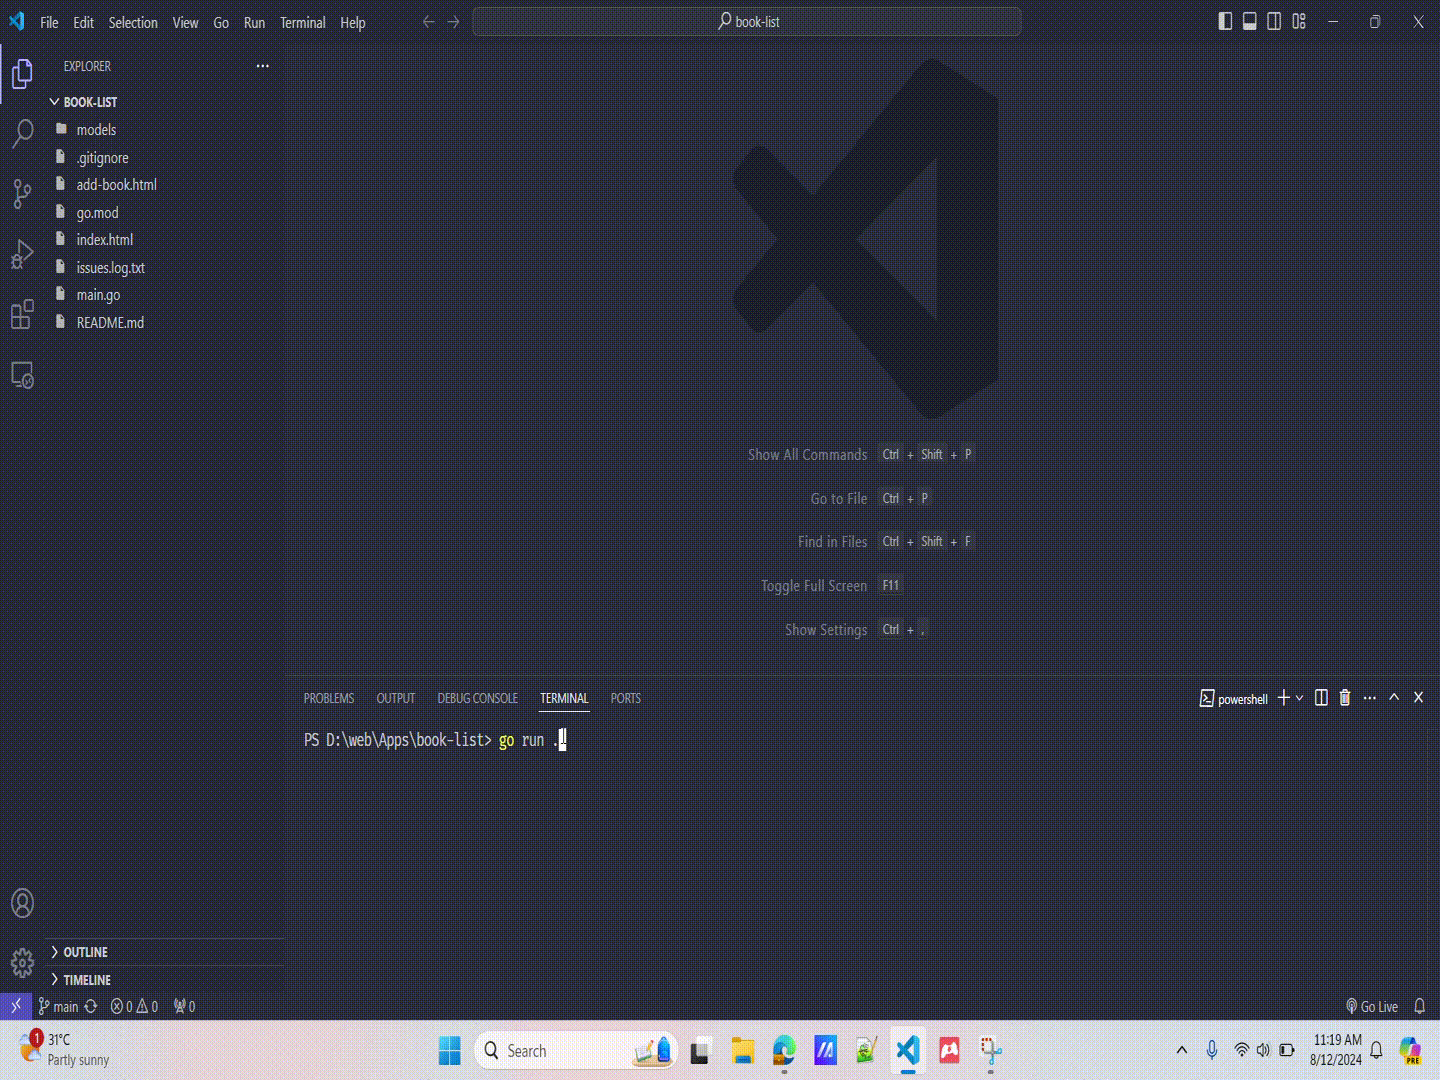 File Edit Selection View Go Run Terminal Help
book-list
EXPLORER
BOOK-LIST
models
.gitignore
add-book.html
go.mod
index.html
issues.log.txt
main.go
README.md
Show All Commands Ctrl + Shift + P
Go to File Ctrl + P
Find in Files Ctrl + Shift + F
Toggle Full Screen F11
Show Settings Ctrl + ,
PROBLEMS OUTPUT DEBUG CONSOLE TERMINAL PORTS
powershell
PS D:\web\Apps\book-list> go run .
OUTLINE
TIMELINE
main 0 0 0
Go Live
1
31°C
Partly sunny
Search
11:19 AM
8/12/2024
PRE